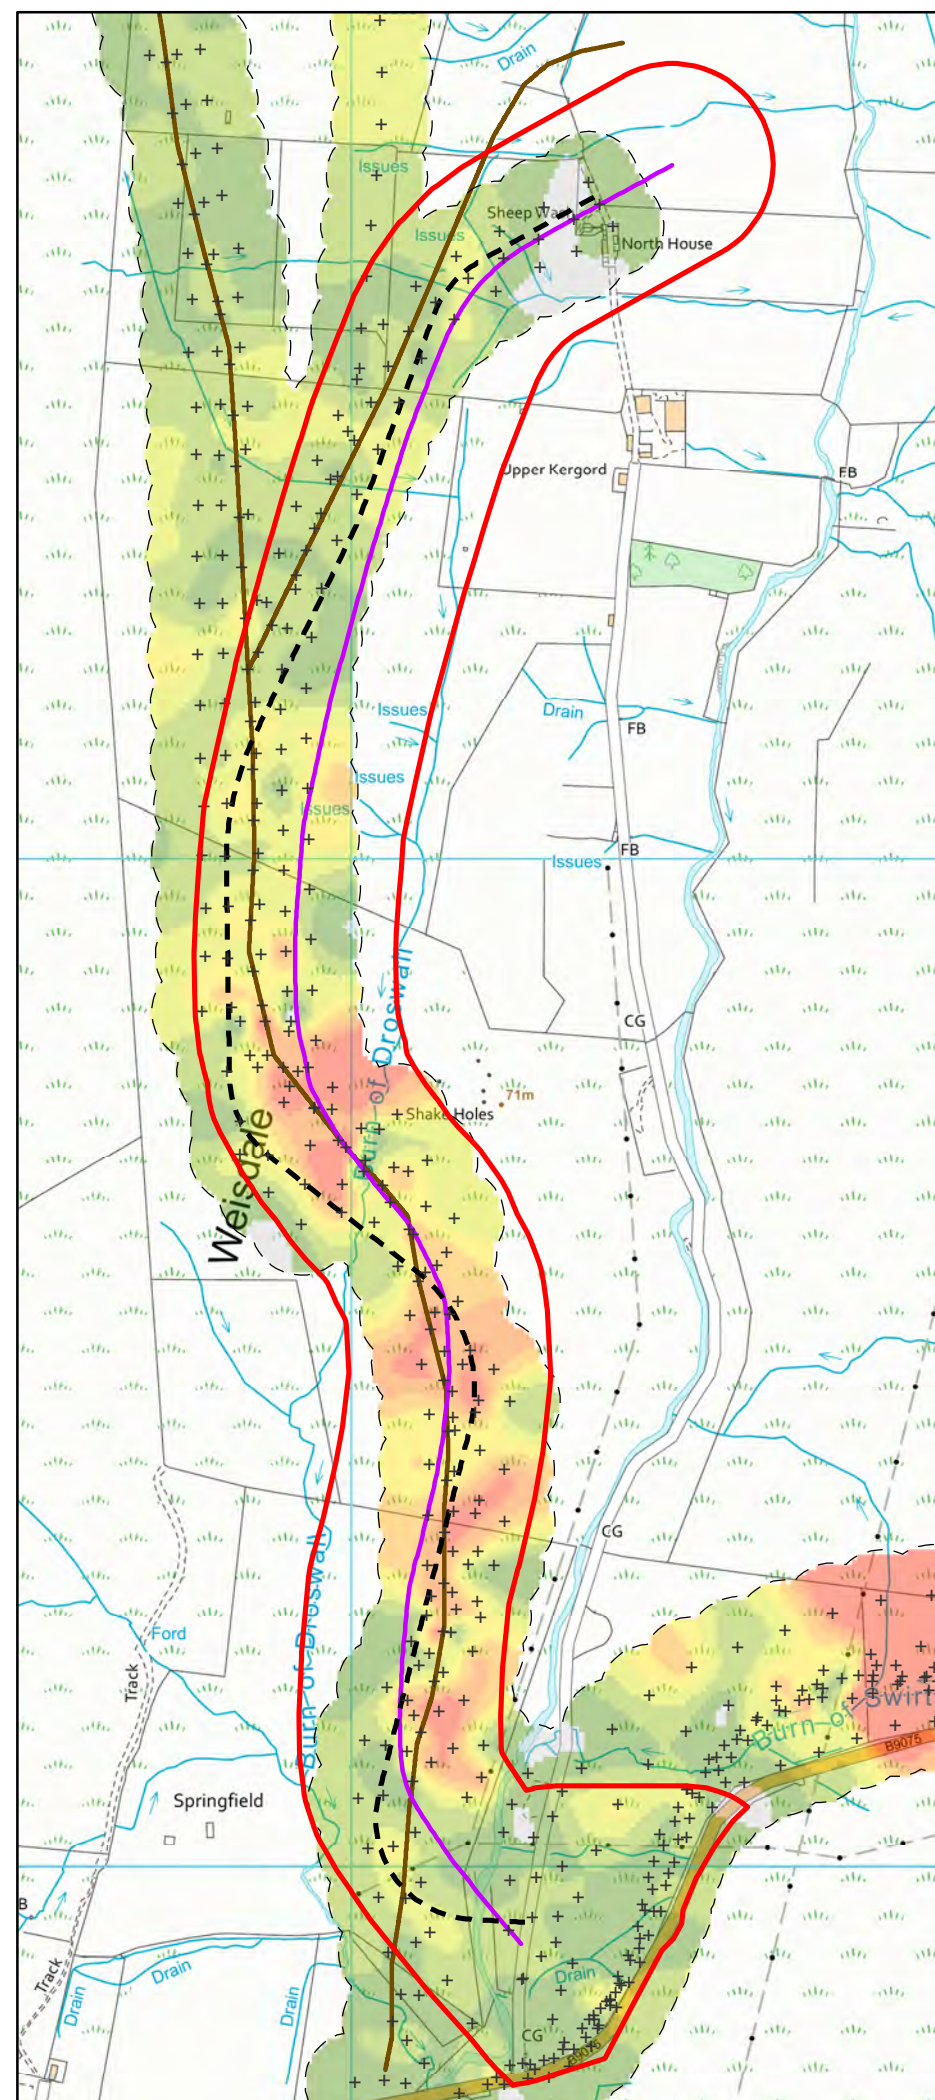 Drain
Issues
Sheep Wa
Issues
North House
Upper Kergord
FB
Issues
Drain
FB
Issues
Issues
FB
Issues
CG
Burn of Droswall
71m
Shake Holes
Weisdale
CG
Burn of Droswall
Ford
Track
Burn of Swirt
B9075
Springfield
B
Track
Drain
Drain
Drain
Drain
CG
B9075